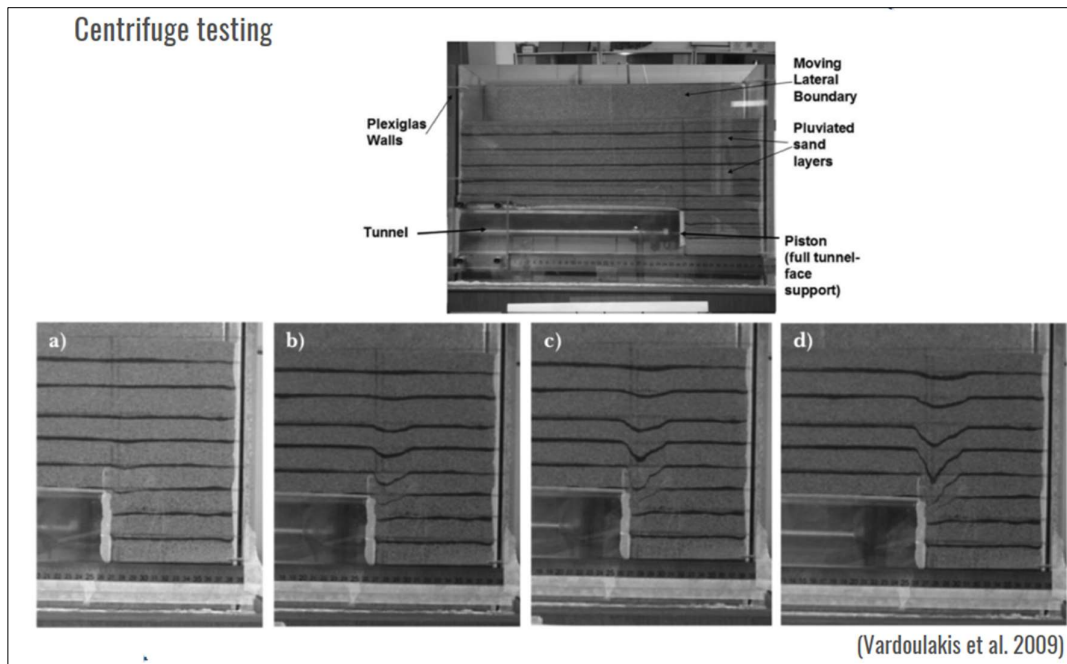 Centrifuge testing
Moving
Lateral
Boundary
Plexiglas
Walls
Pluviated
sand
layers
Tunnel
Piston
(full tunnel-
face
support)
a)
b)
c)
d)
(Vardoulakis et al. 2009)